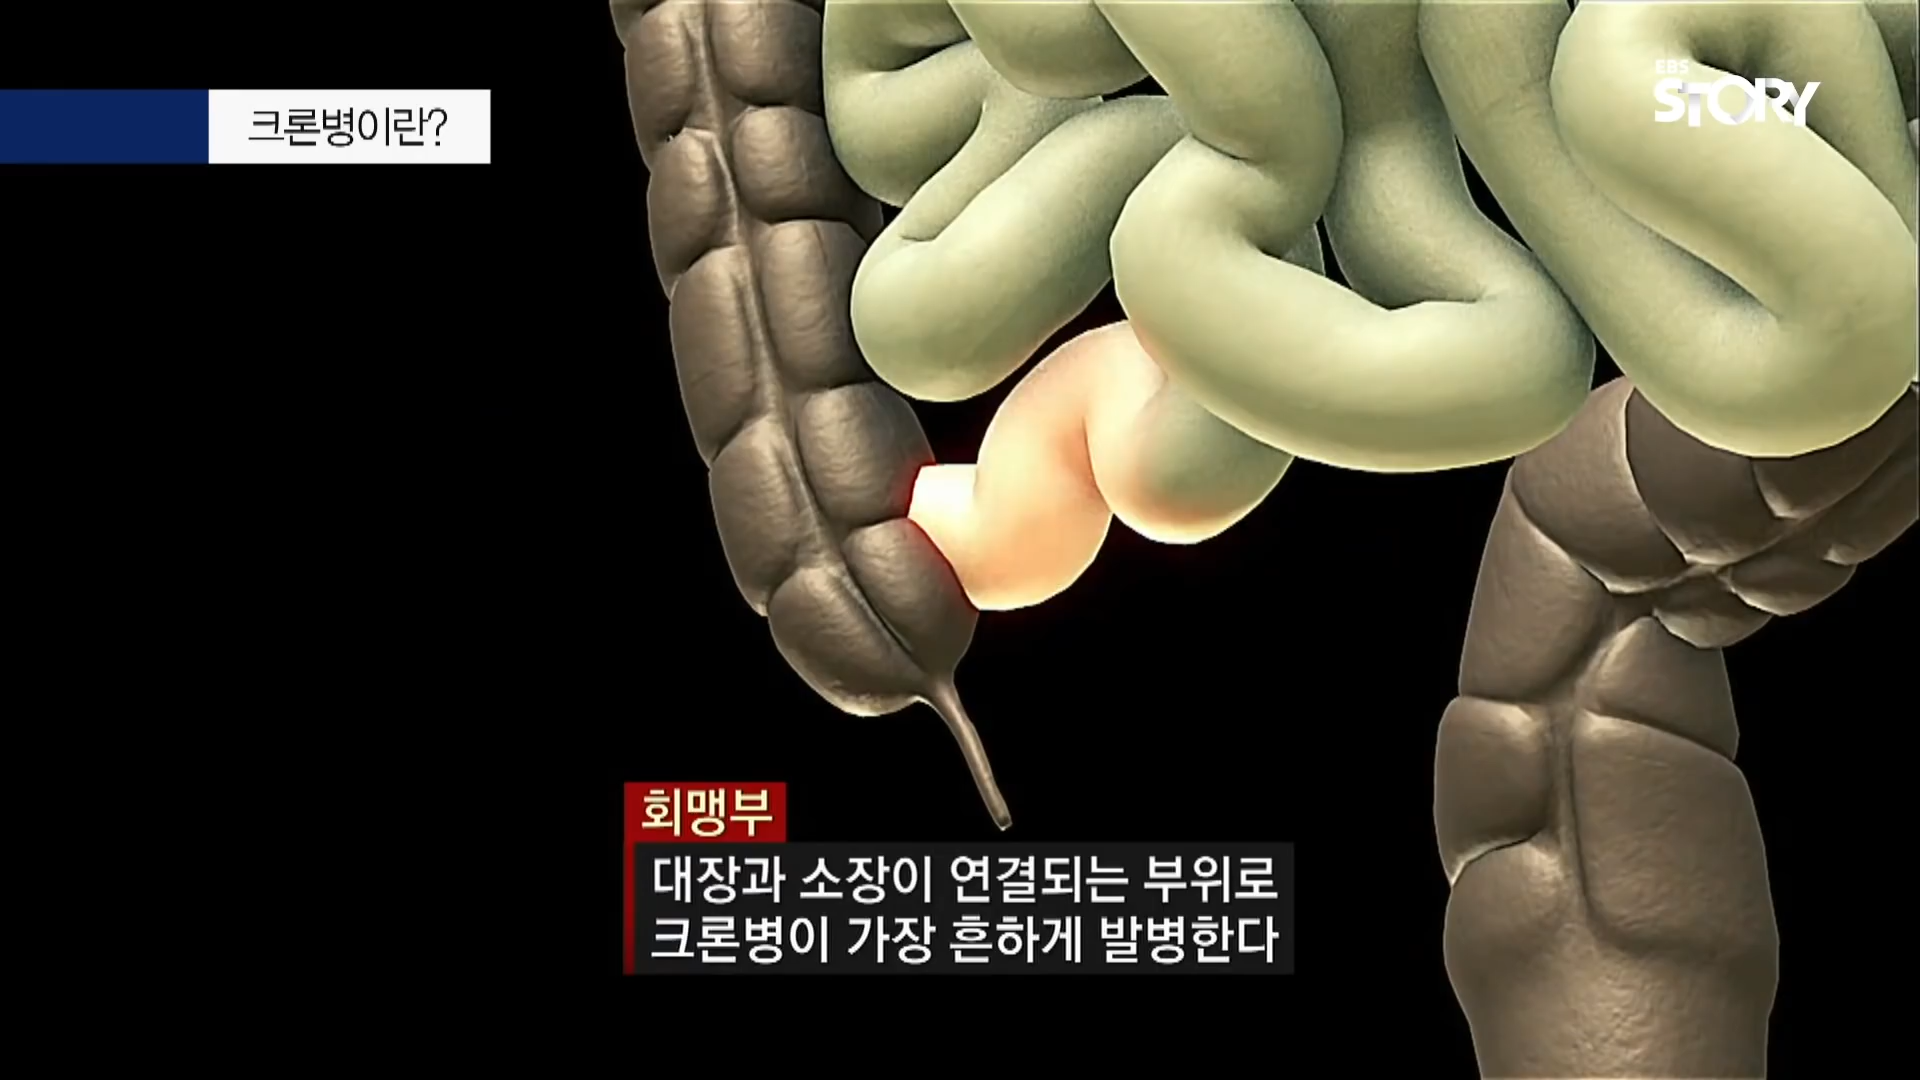 크론병이란?
EBS
STORY
회맹부
대장과 소장이 연결되는 부위로
크론병이 가장 흔하게 발병한다